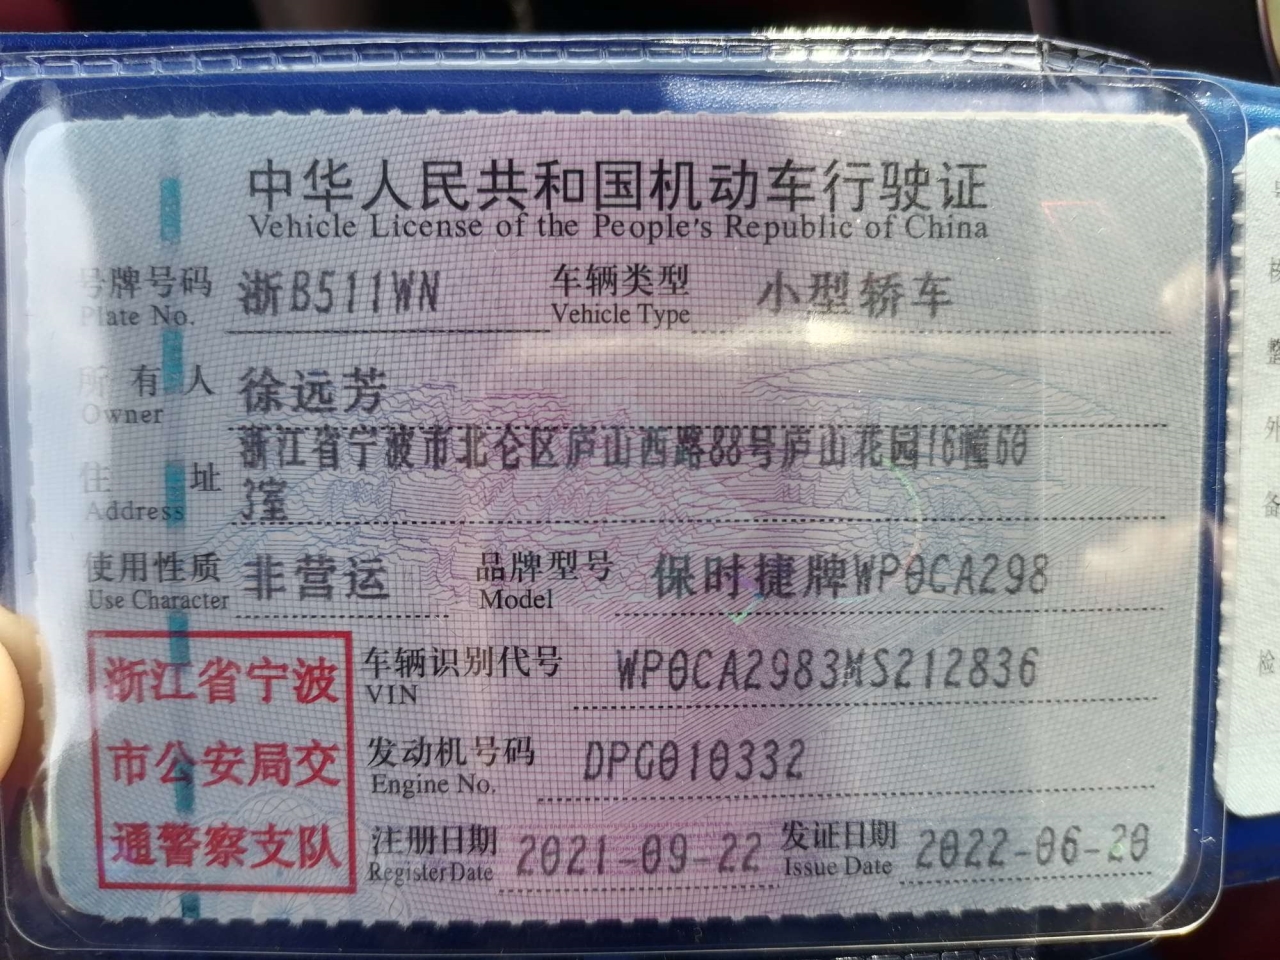 中华人民共和国机动车行驶证
Vehicle License of the People's Republic of China
号牌号码 浙B511WN 车辆类型 小型轿车
Plate No. Vehicle Type
所有人 徐远芳
Owner
浙江省宁波市北仑区庐山西路88号庐山花园16幢60
住址 3室
Address
使用性质 非营运 品牌型号 保时捷牌WP0CA298
Use Character Model
浙江省宁波 车辆识别代号 WP0CA2983MS212836
VIN
市公安局交 发动机号码 DPG010332
Engine No.
通警察支队 注册日期 2021-09-22 发证日期 2022-06-20
Register Date Issue Date